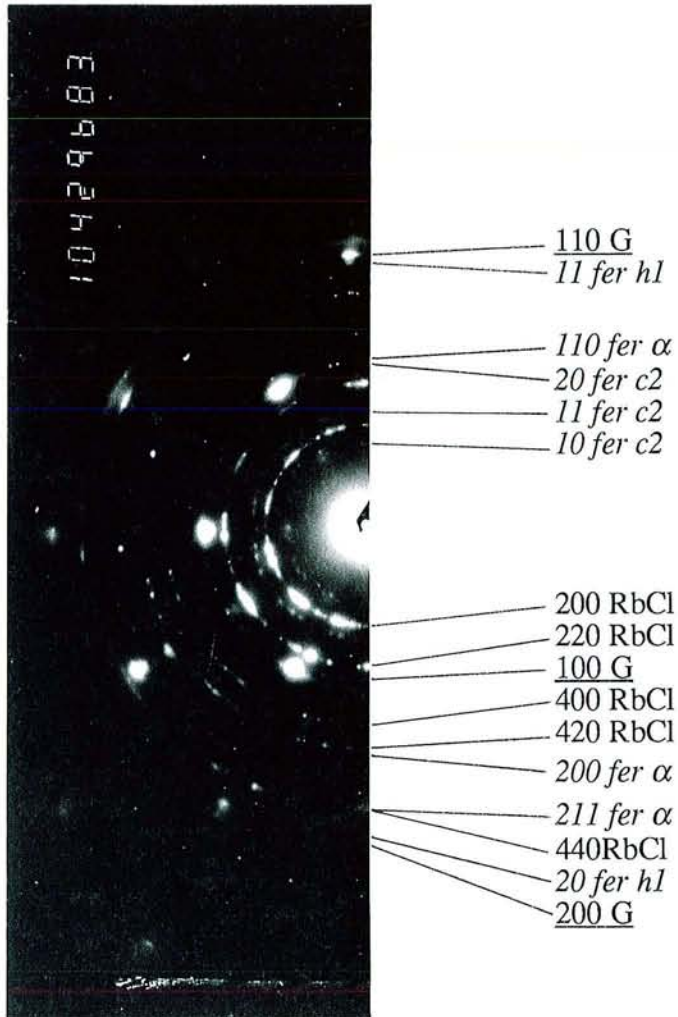 10429683
110 G
11 fer h1
110 fer α
20 fer c2
11 fer c2
10 fer c2
200 RbCl
220 RbCl
100 G
400 RbCl
420 RbCl
200 fer α
211 fer α
440RbCl
20 fer h1
200 G